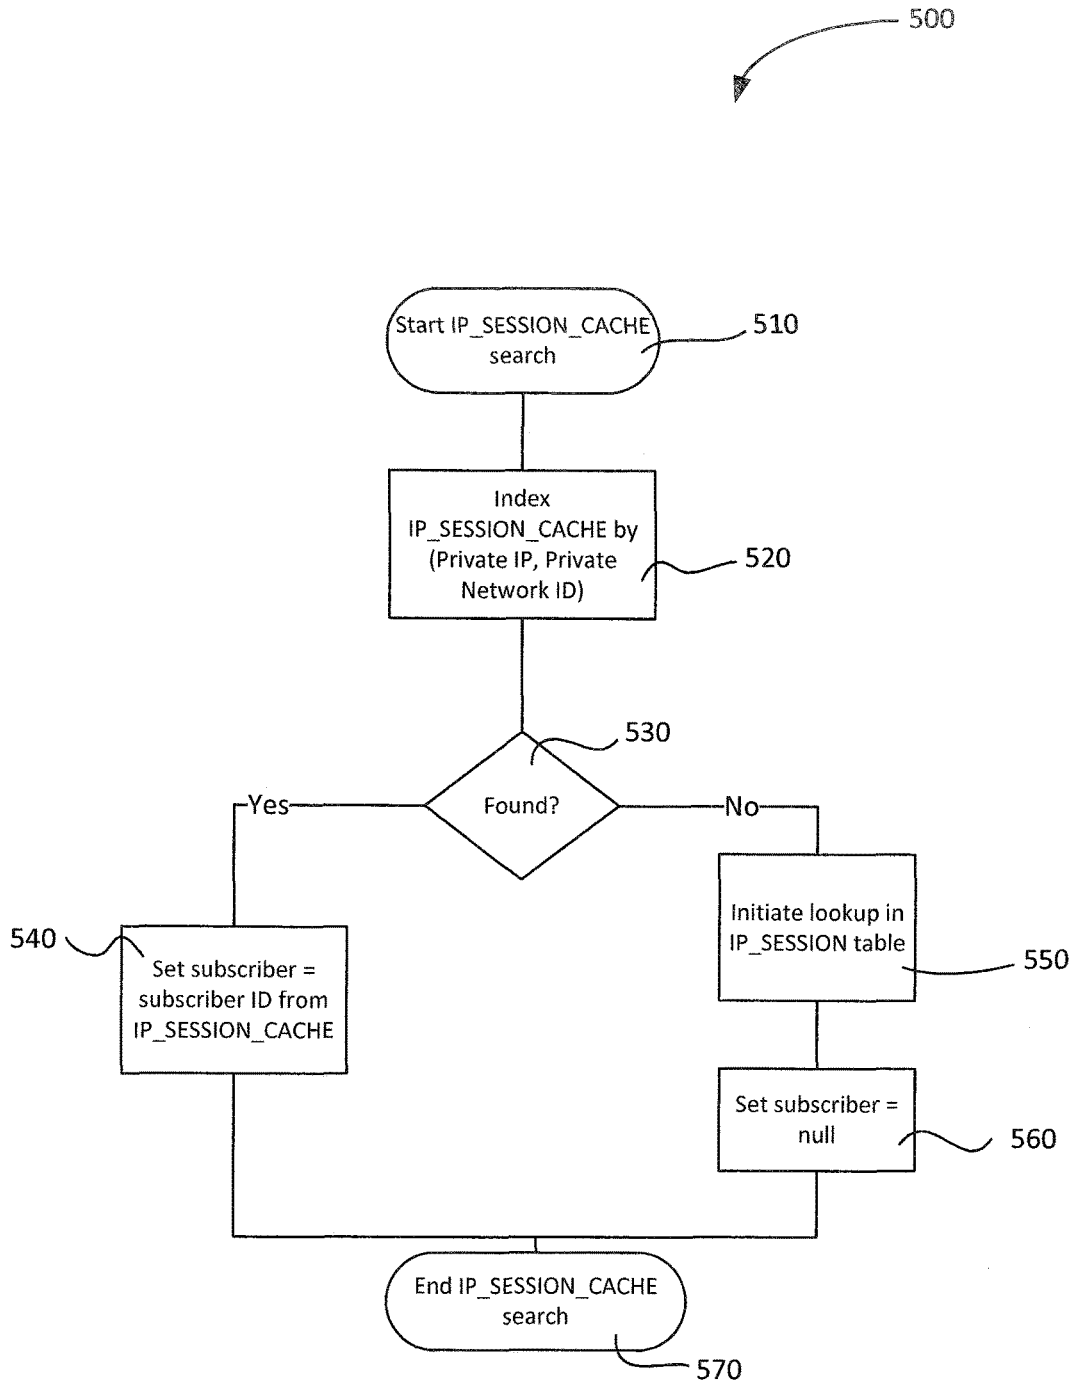 500
Start IP_SESSION_CACHE
search
510
Index
IP_SESSION_CACHE by
(Private IP, Private
Network ID)
520
530
Found?
Yes
No
540
Set subscriber =
subscriber ID from
IP_SESSION_CACHE
Initiate lookup in
IP_SESSION table
550
Set subscriber =
null
560
End IP_SESSION_CACHE
search
570